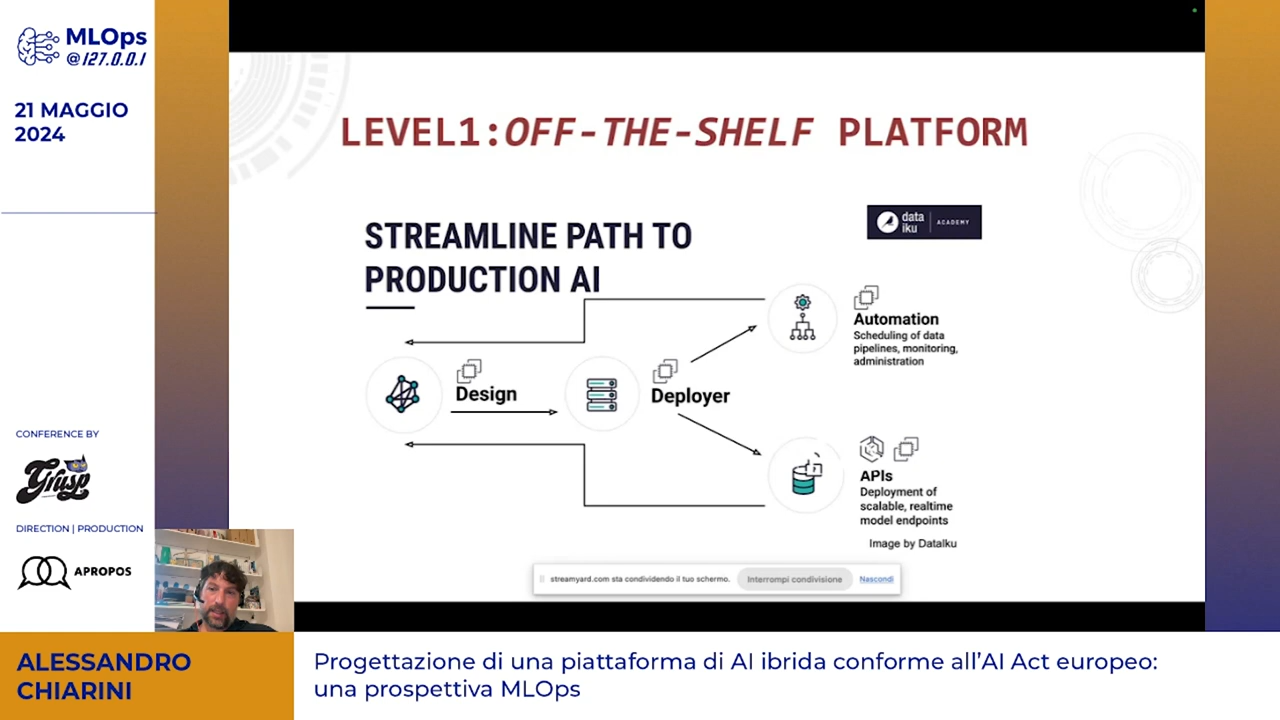 MLOps
@127.0.0.1
21 MAGGIO
2024
CONFERENCE BY
Grusp
DIRECTION | PRODUCTION
APROPOS
LEVEL1:OFF-THE-SHELF PLATFORM
STREAMLINE PATH TO
PRODUCTION AI
data
iku
ACADEMY
Design
Deployer
Automation
Scheduling of data
pipelines, monitoring,
administration
APIs
Deployment of
scalable, realtime
model endpoints
Image by DataIku
streamyard.com sta condividendo il tuo schermo.
Interrompi condivisione
Nascondi
ALESSANDRO
CHIARINI
Progettazione di una piattaforma di AI ibrida conforme all'AI Act europeo:
una prospettiva MLOps